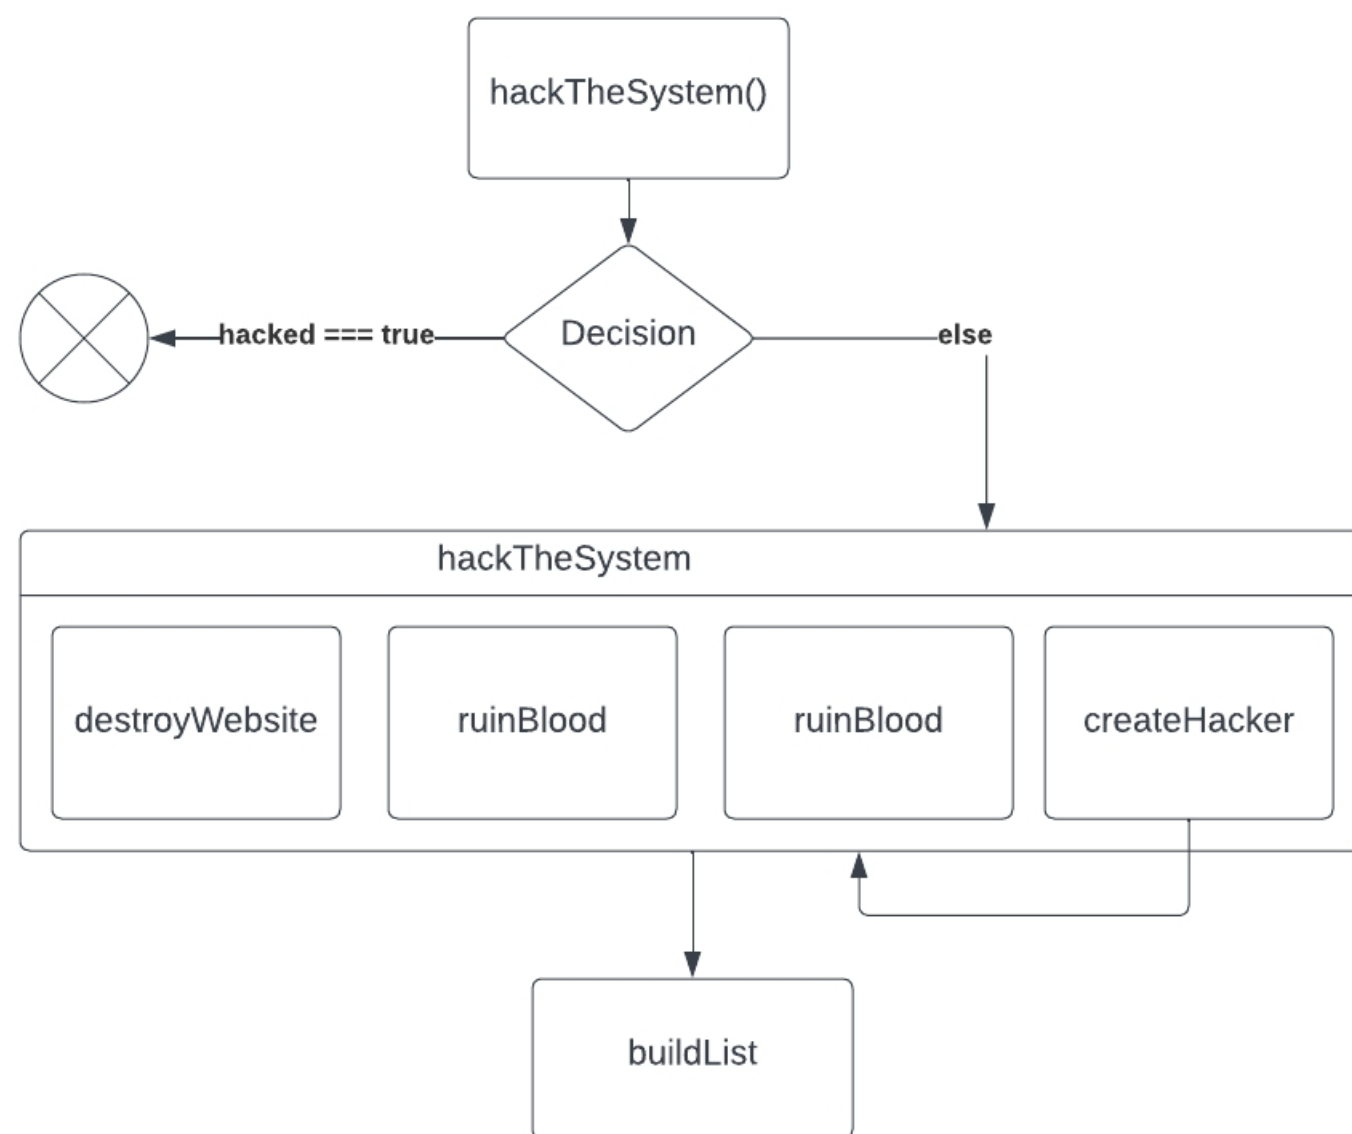 hackTheSystem()
Decision
hacked === true
else
hackTheSystem
destroyWebsite
ruinBlood
ruinBlood
createHacker
buildList